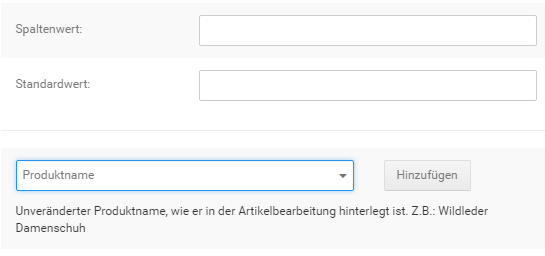 Spaltenwert:
Standardwert:
Produktname
Hinzufügen
Unveränderter Produktname, wie er in der Artikelbearbeitung hinterlegt ist. Z.B.: Wildleder
Damenschuh